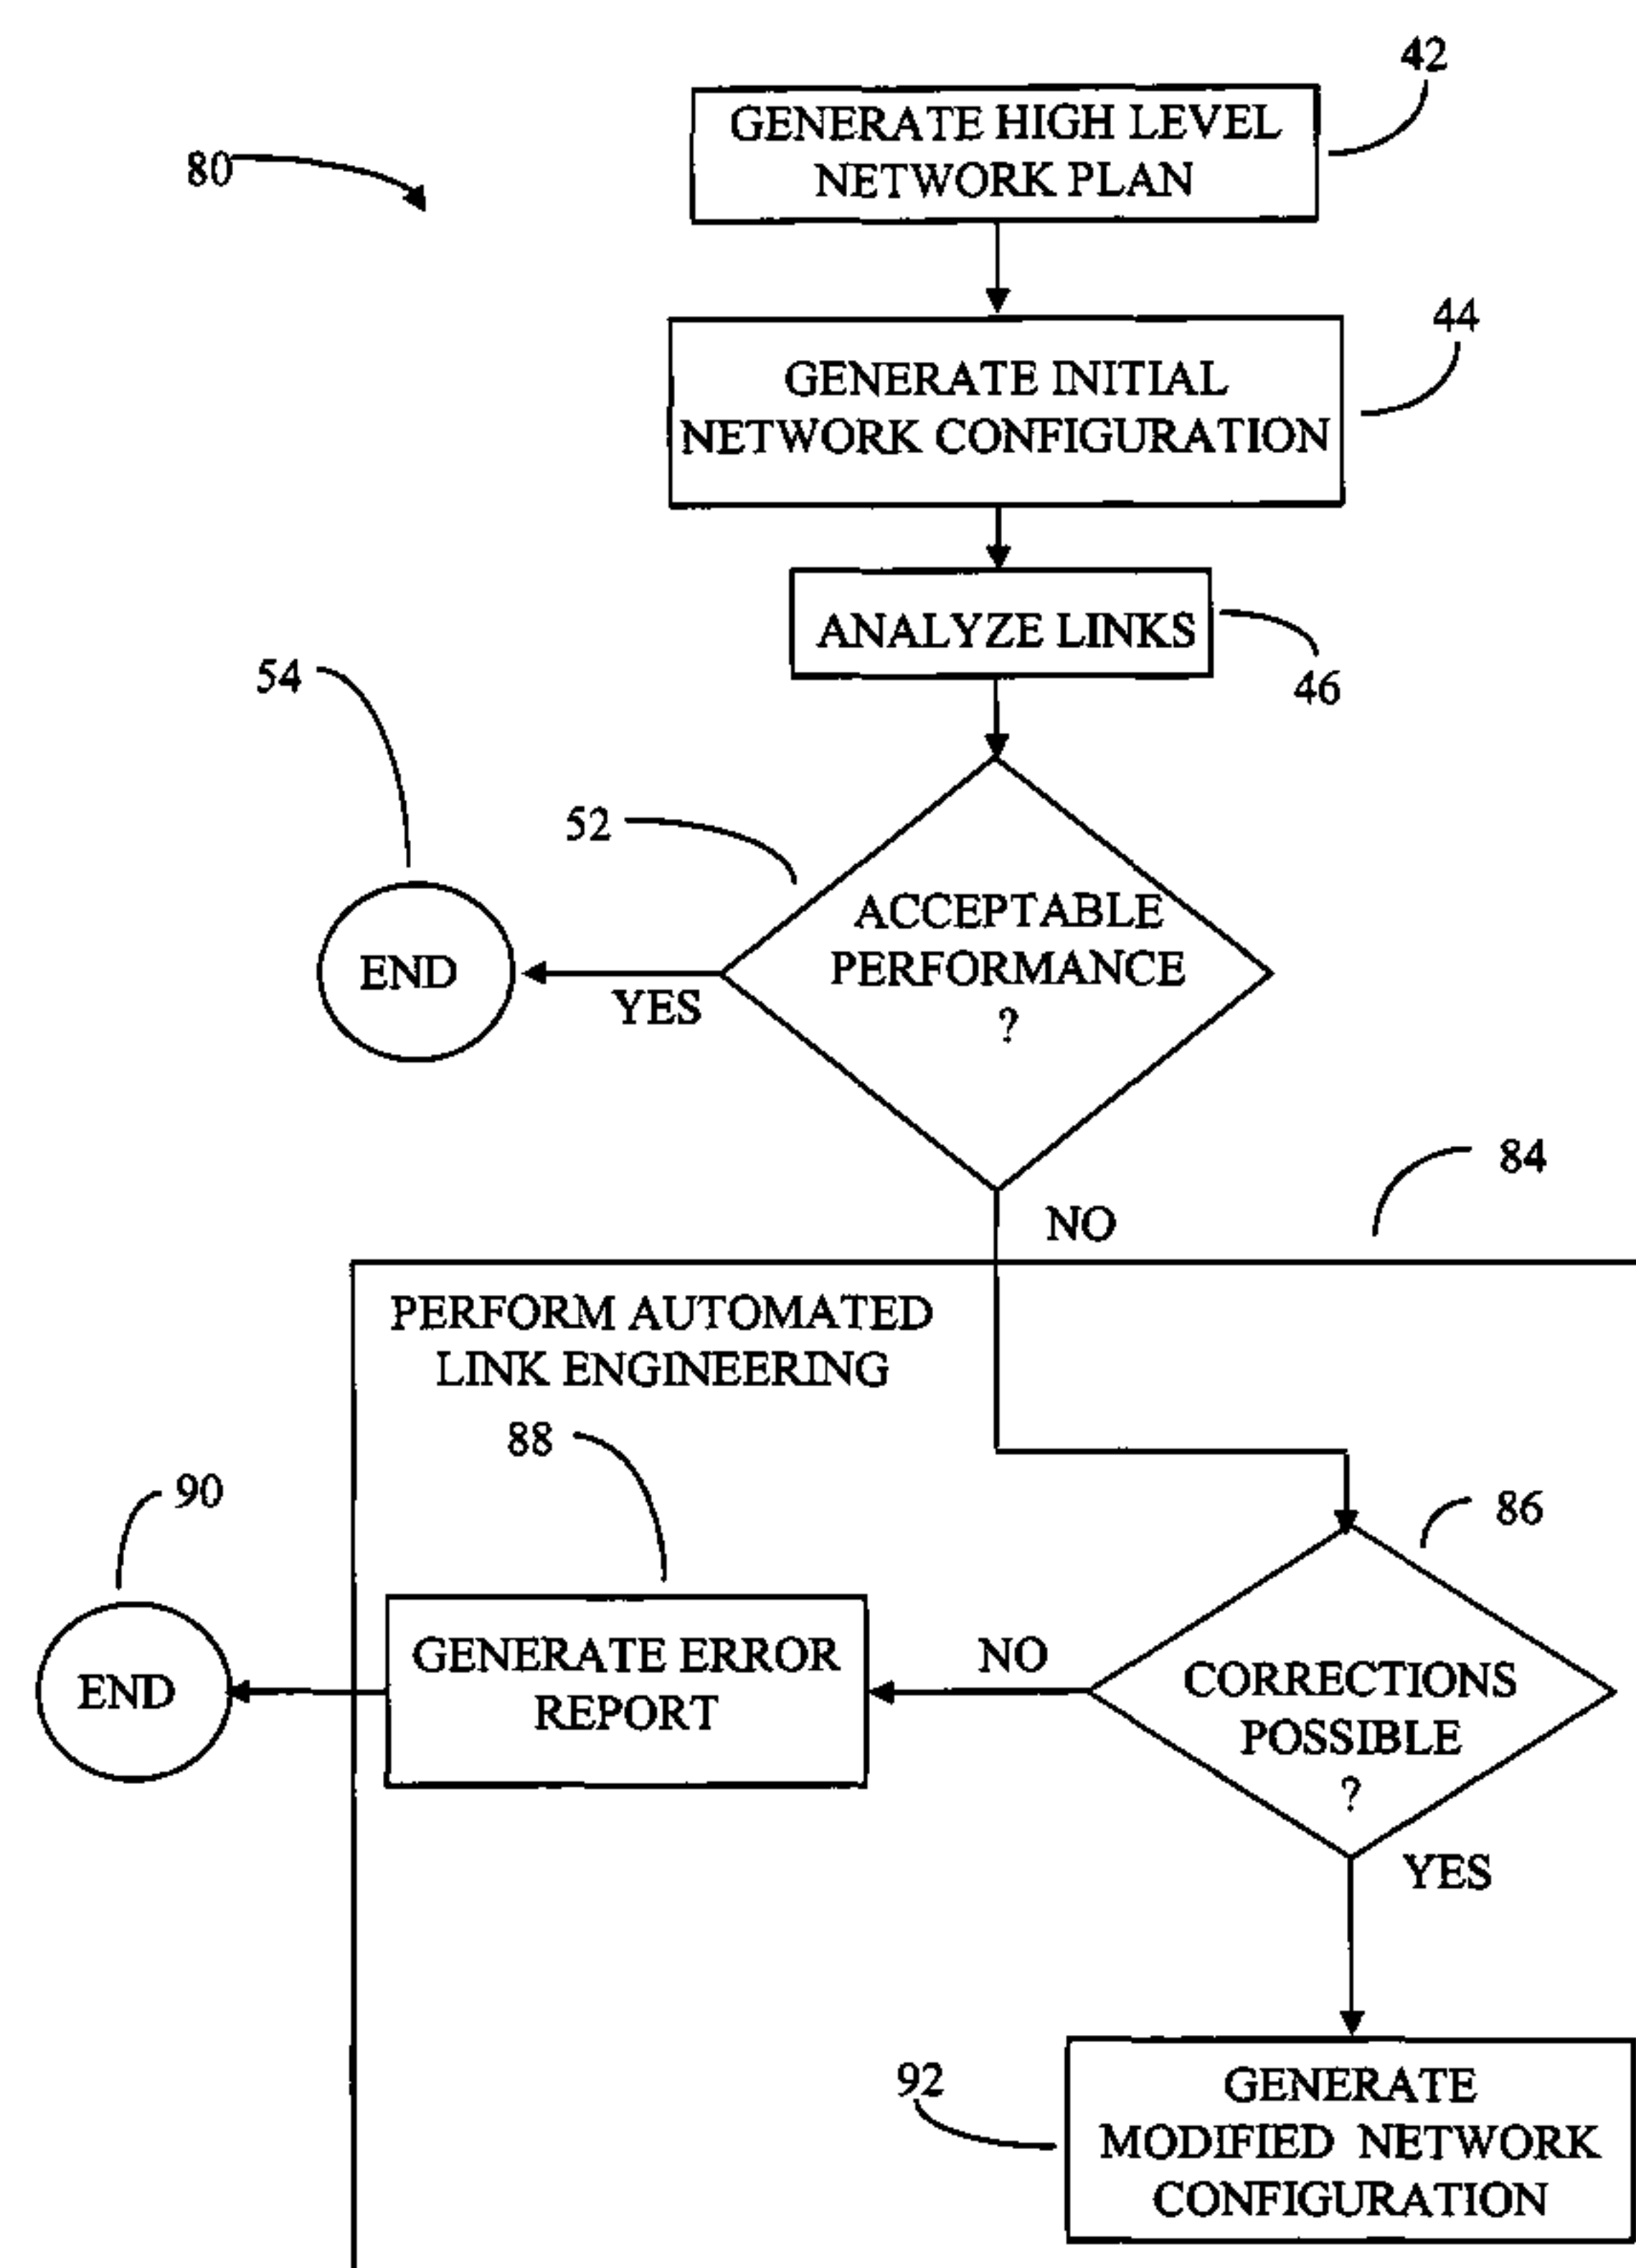 42
GENERATE HIGH LEVEL
NETWORK PLAN
80
44
GENERATE INITIAL
NETWORK CONFIGURATION
ANALYZE LINKS
46
54
52
ACCEPTABLE
PERFORMANCE
?
END
YES
84
NO
PERFORM AUTOMATED
LINK ENGINEERING
88
90
86
GENERATE ERROR
REPORT
NO
END
CORRECTIONS
POSSIBLE
?
YES
92
GENERATE
MODIFIED NETWORK
CONFIGURATION